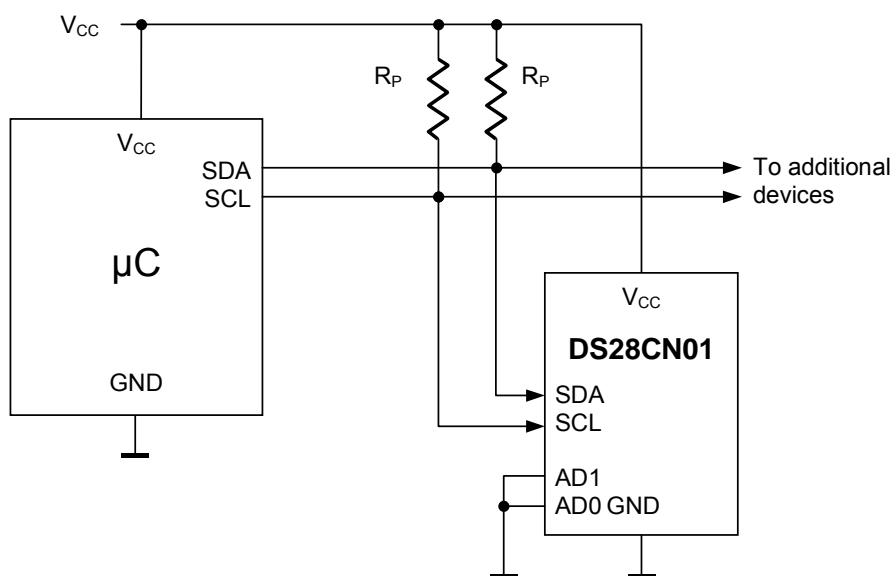 VCC
RP
RP
VCC
SDA
SCL
µC
GND
To additional
devices
VCC
DS28CN01
SDA
SCL
AD1
AD0 GND